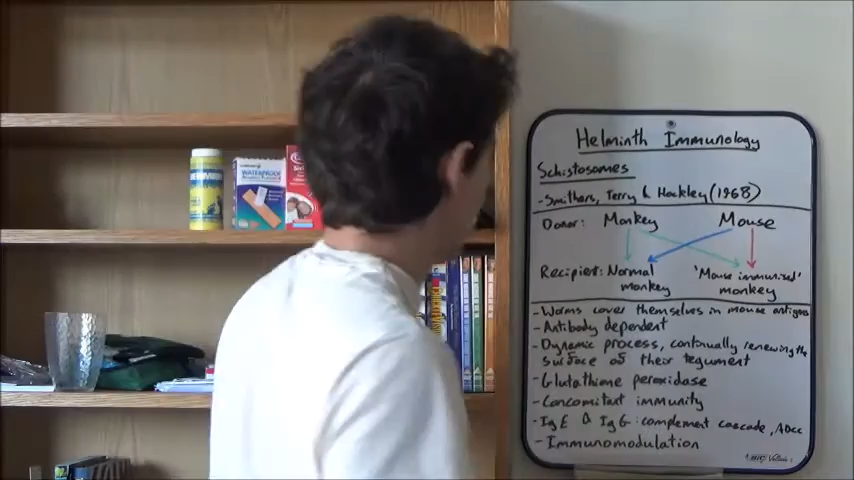 Helminth Immunology
Schistosomes
- Smithers, Terry & Hockley (1968)
Donor: Monkey Mouse
Recipient: Normal monkey 'Mouse immunised' monkey
- Worms cover themselves in mouse antigens
- Antibody dependent
- Dynamic process, continually renewing the
surface of their tegument
- Glutathione peroxidase
- Concomitant immunity
- IgE & IgG: complement cascade, ADCC
- Immunomodulation
WATERPROOF